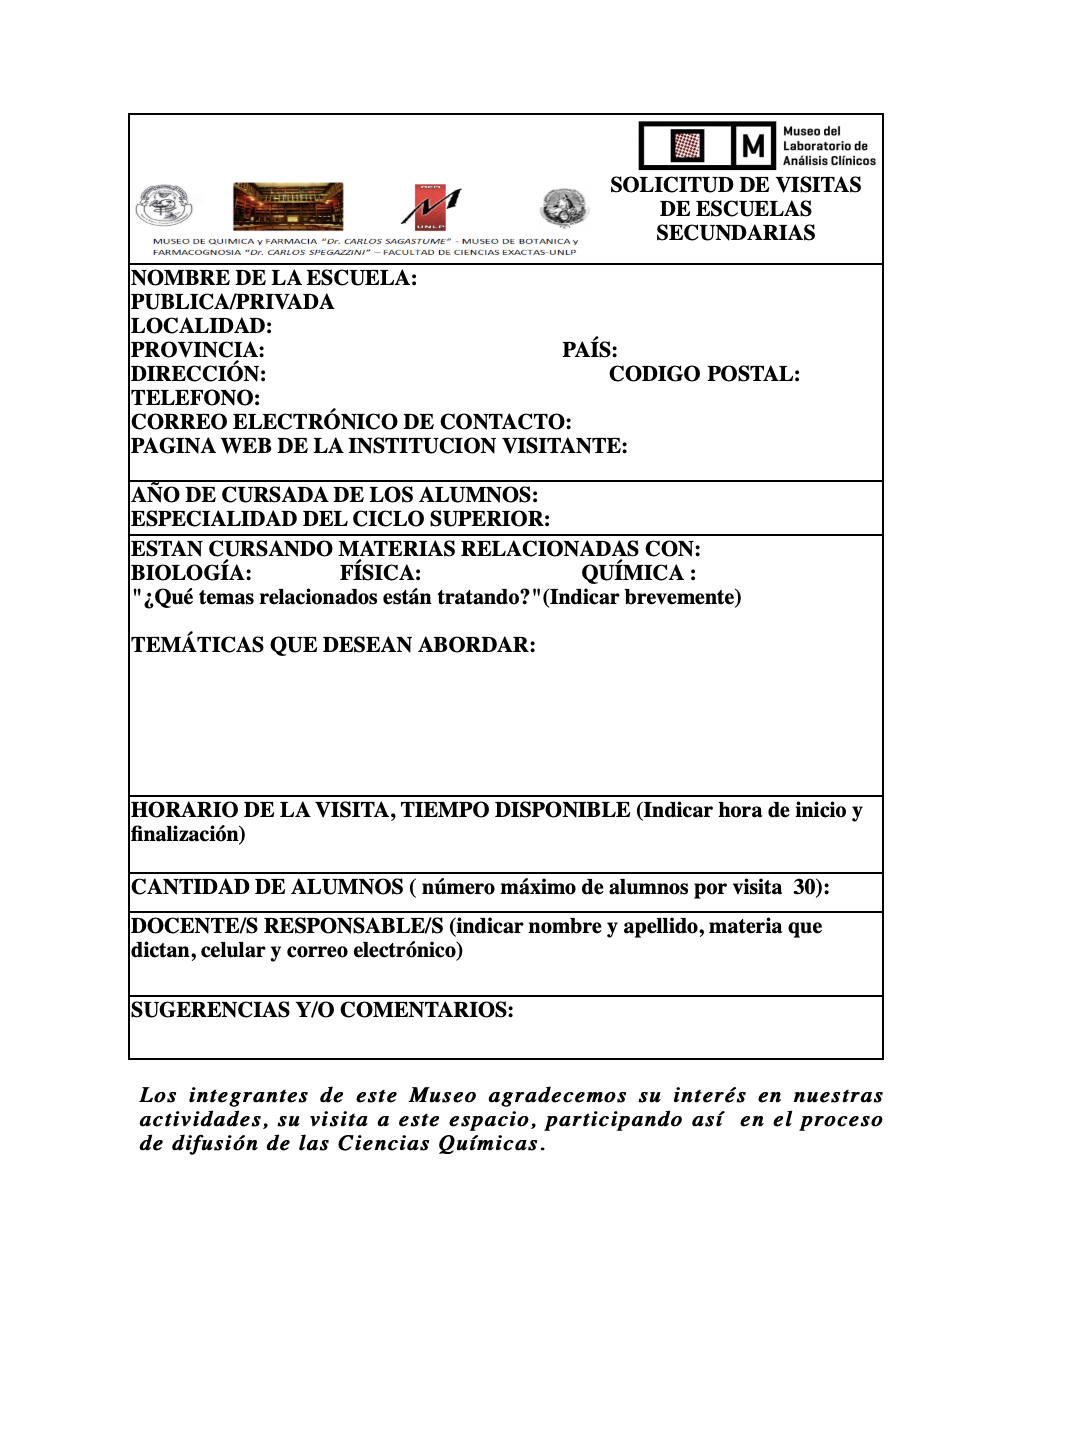 Museo del
Laboratorio de
Análisis Clínicos
M
SOLICITUD DE VISITAS
DE ESCUELAS
SECUNDARIAS
UNLP
MUSEO DE QUIMICA y FARMACIA “Dr. CARLOS SAGASTUME” - MUSEO DE BOTANICA y
FARMACOGNOSIA “Dr. CARLOS SPEGAZZINI” – FACULTAD DE CIENCIAS EXACTAS-UNLP
NOMBRE DE LA ESCUELA:
PUBLICA/PRIVADA
LOCALIDAD:
PROVINCIA: PAÍS:
DIRECCIÓN: CODIGO POSTAL:
TELEFONO:
CORREO ELECTRÓNICO DE CONTACTO:
PAGINA WEB DE LA INSTITUCION VISITANTE:
AÑO DE CURSADA DE LOS ALUMNOS:
ESPECIALIDAD DEL CICLO SUPERIOR:
ESTAN CURSANDO MATERIAS RELACIONADAS CON:
BIOLOGÍA: FÍSICA: QUÍMICA :
"¿Qué temas relacionados están tratando?"(Indicar brevemente)
TEMÁTICAS QUE DESEAN ABORDAR:
HORARIO DE LA VISITA, TIEMPO DISPONIBLE (Indicar hora de inicio y
finalización)
CANTIDAD DE ALUMNOS ( número máximo de alumnos por visita 30):
DOCENTE/S RESPONSABLE/S (indicar nombre y apellido, materia que
dictan, celular y correo electrónico)
SUGERENCIAS Y/O COMENTARIOS:
Los integrantes de este Museo agradecemos su interés en nuestras
actividades, su visita a este espacio, participando así en el proceso
de difusión de las Ciencias Químicas.